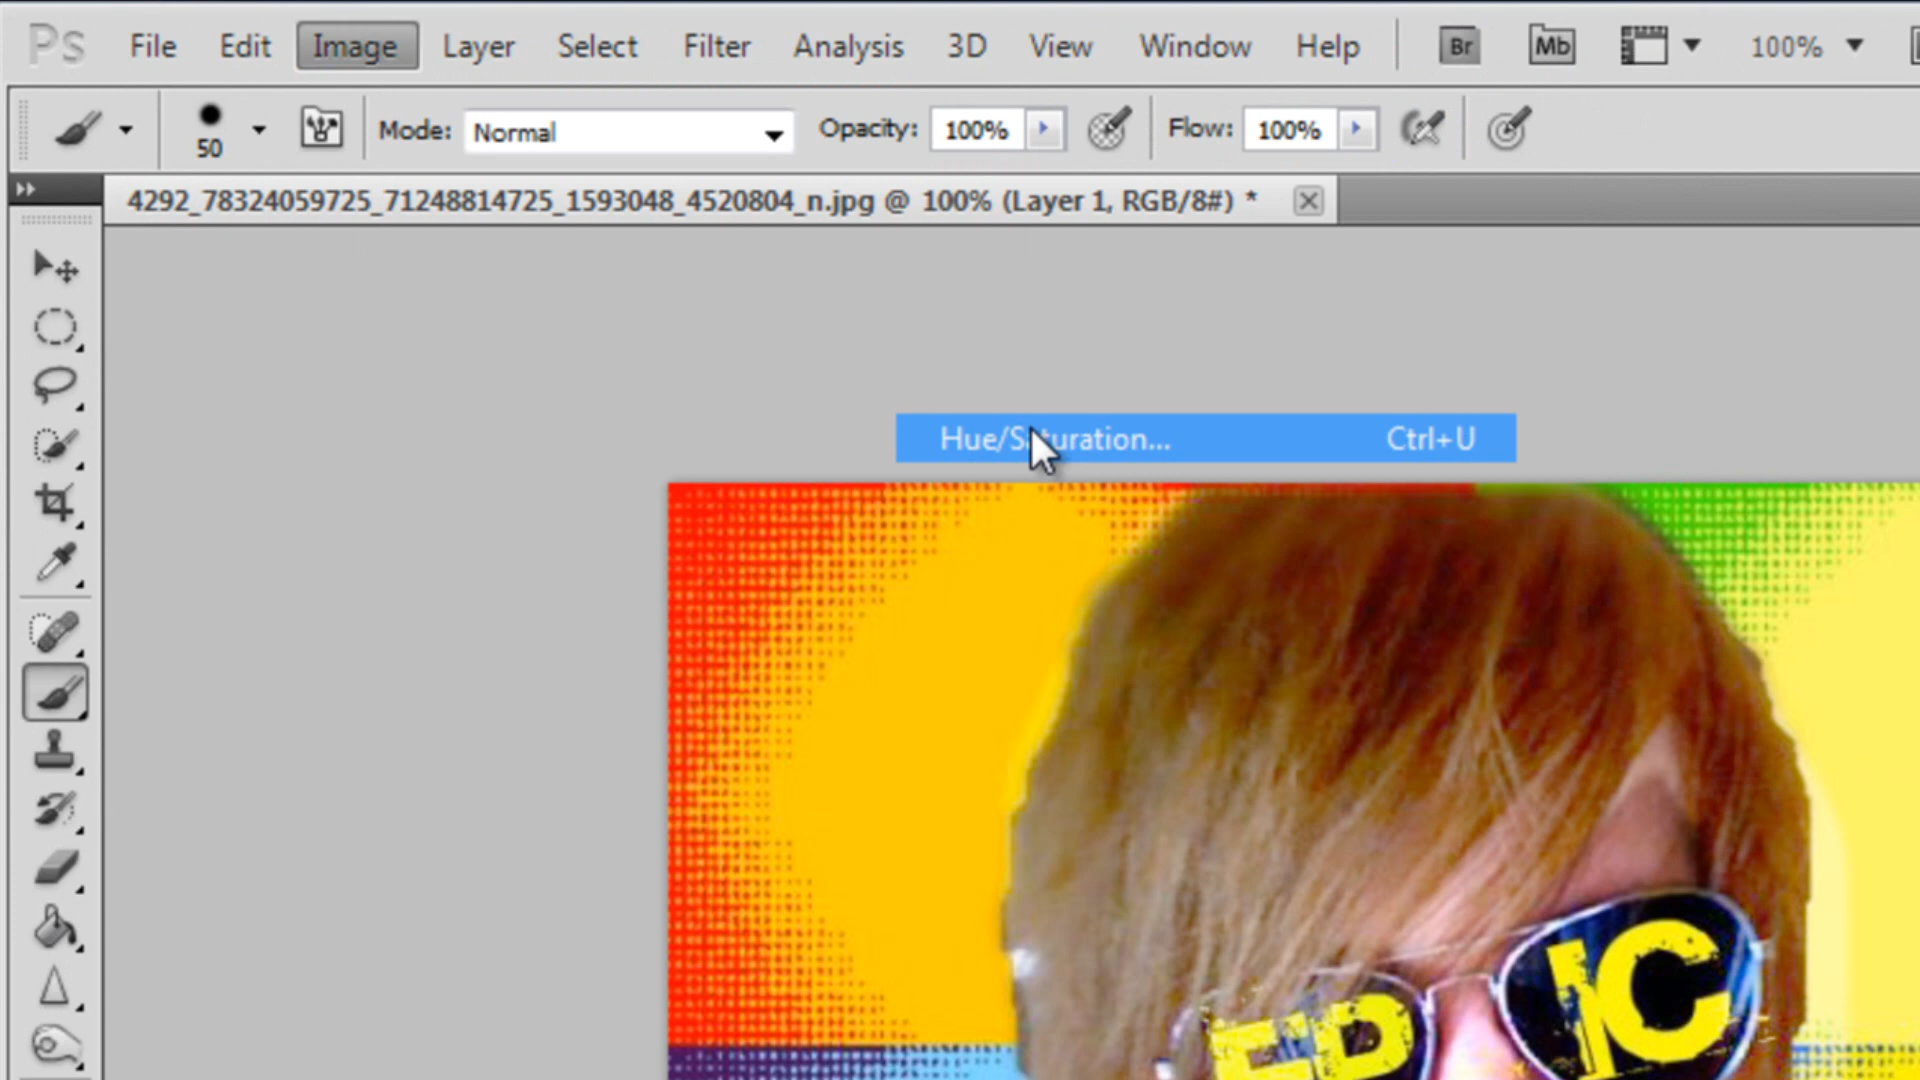 Ps File Edit Image Layer Select Filter Analysis 3D View Window Help Br Mb 100%
50 Mode: Normal Opacity: 100% Flow: 100%
4292_78324059725_71248814725_1593048_4520804_n.jpg @ 100% (Layer 1, RGB/8#) *
Hue/Saturation... Ctrl+U
EPIC